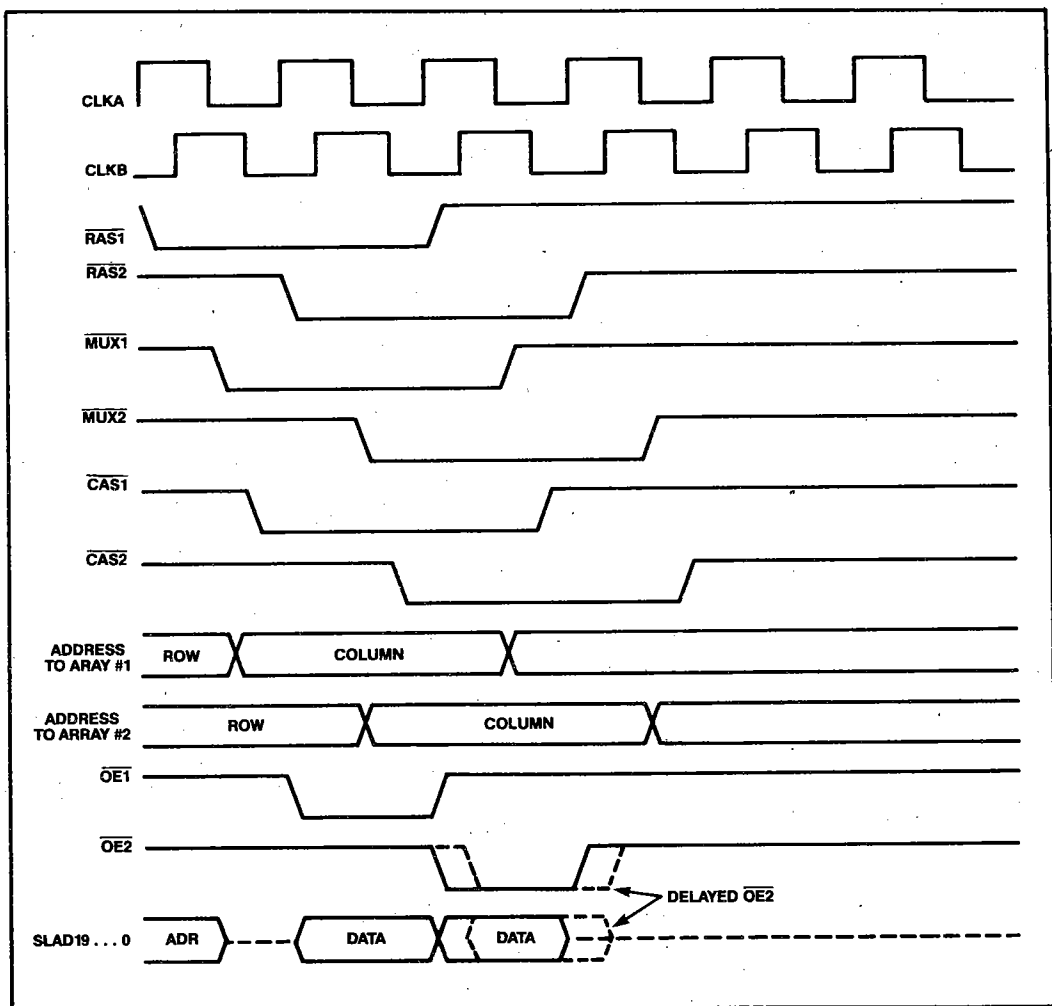 CLKA
CLKB
RAS1
RAS2
MUX1
MUX2
CAS1
CAS2
ADDRESS
TO ARAY #1
ROW
COLUMN
ADDRESS
TO ARRAY #2
ROW
COLUMN
OE1
OE2
DELAYED OE2
SLAD19 . . . 0
ADR
DATA
DATA